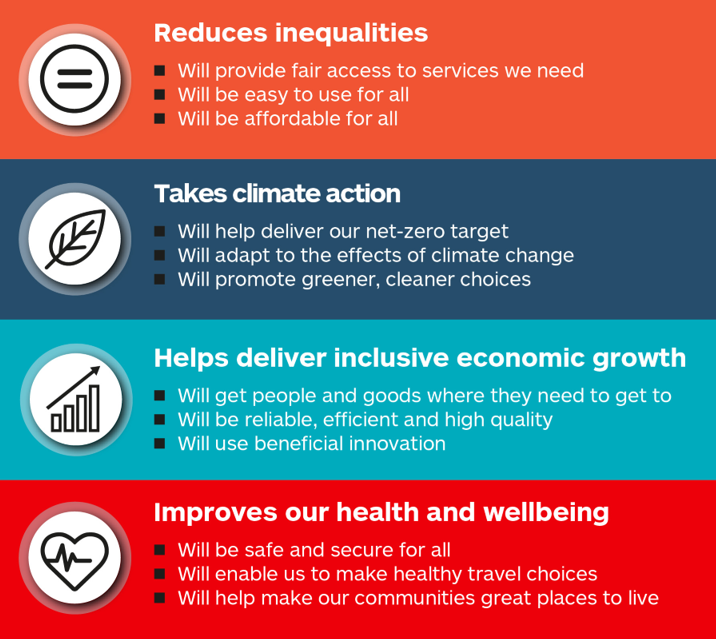 Reduces inequalities
■ Will provide fair access to services we need
■ Will be easy to use for all
■ Will be affordable for all
Takes climate action
■ Will help deliver our net-zero target
■ Will adapt to the effects of climate change
■ Will promote greener, cleaner choices
Helps deliver inclusive economic growth
■ Will get people and goods where they need to get to
■ Will be reliable, efficient and high quality
■ Will use beneficial innovation
Improves our health and wellbeing
■ Will be safe and secure for all
■ Will enable us to make healthy travel choices
■ Will help make our communities great places to live